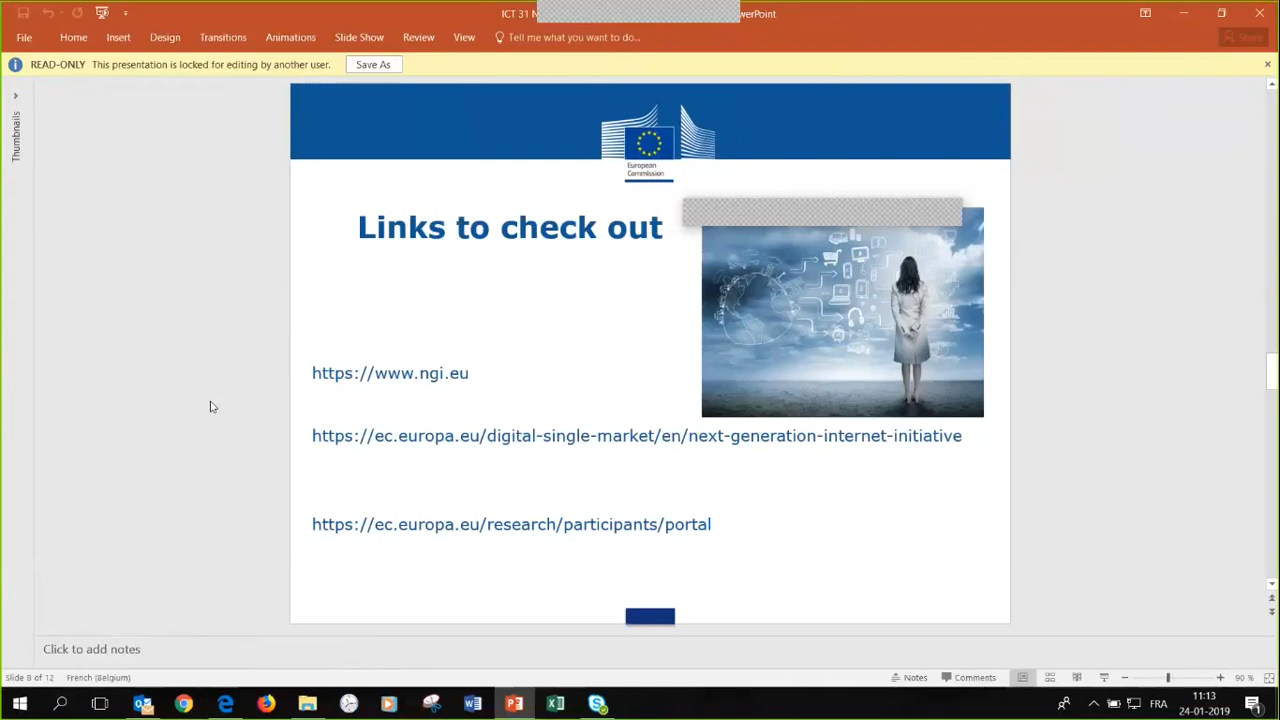 ICT 31 N
PowerPoint
File
Home
Insert
Design
Transitions
Animations
Slide Show
Review
View
Tell me what you want to do...
Share
READ-ONLY This presentation is locked for editing by another user.
Save As
Thumbnails
European
Commission
Links to check out
https://www.ngi.eu
https://ec.europa.eu/digital-single-market/en/next-generation-internet-initiative
https://ec.europa.eu/research/participants/portal
Click to add notes
Slide 8 of 12
French (Belgium)
Notes
Comments
90 %
11:13
FRA
24-01-2019
1